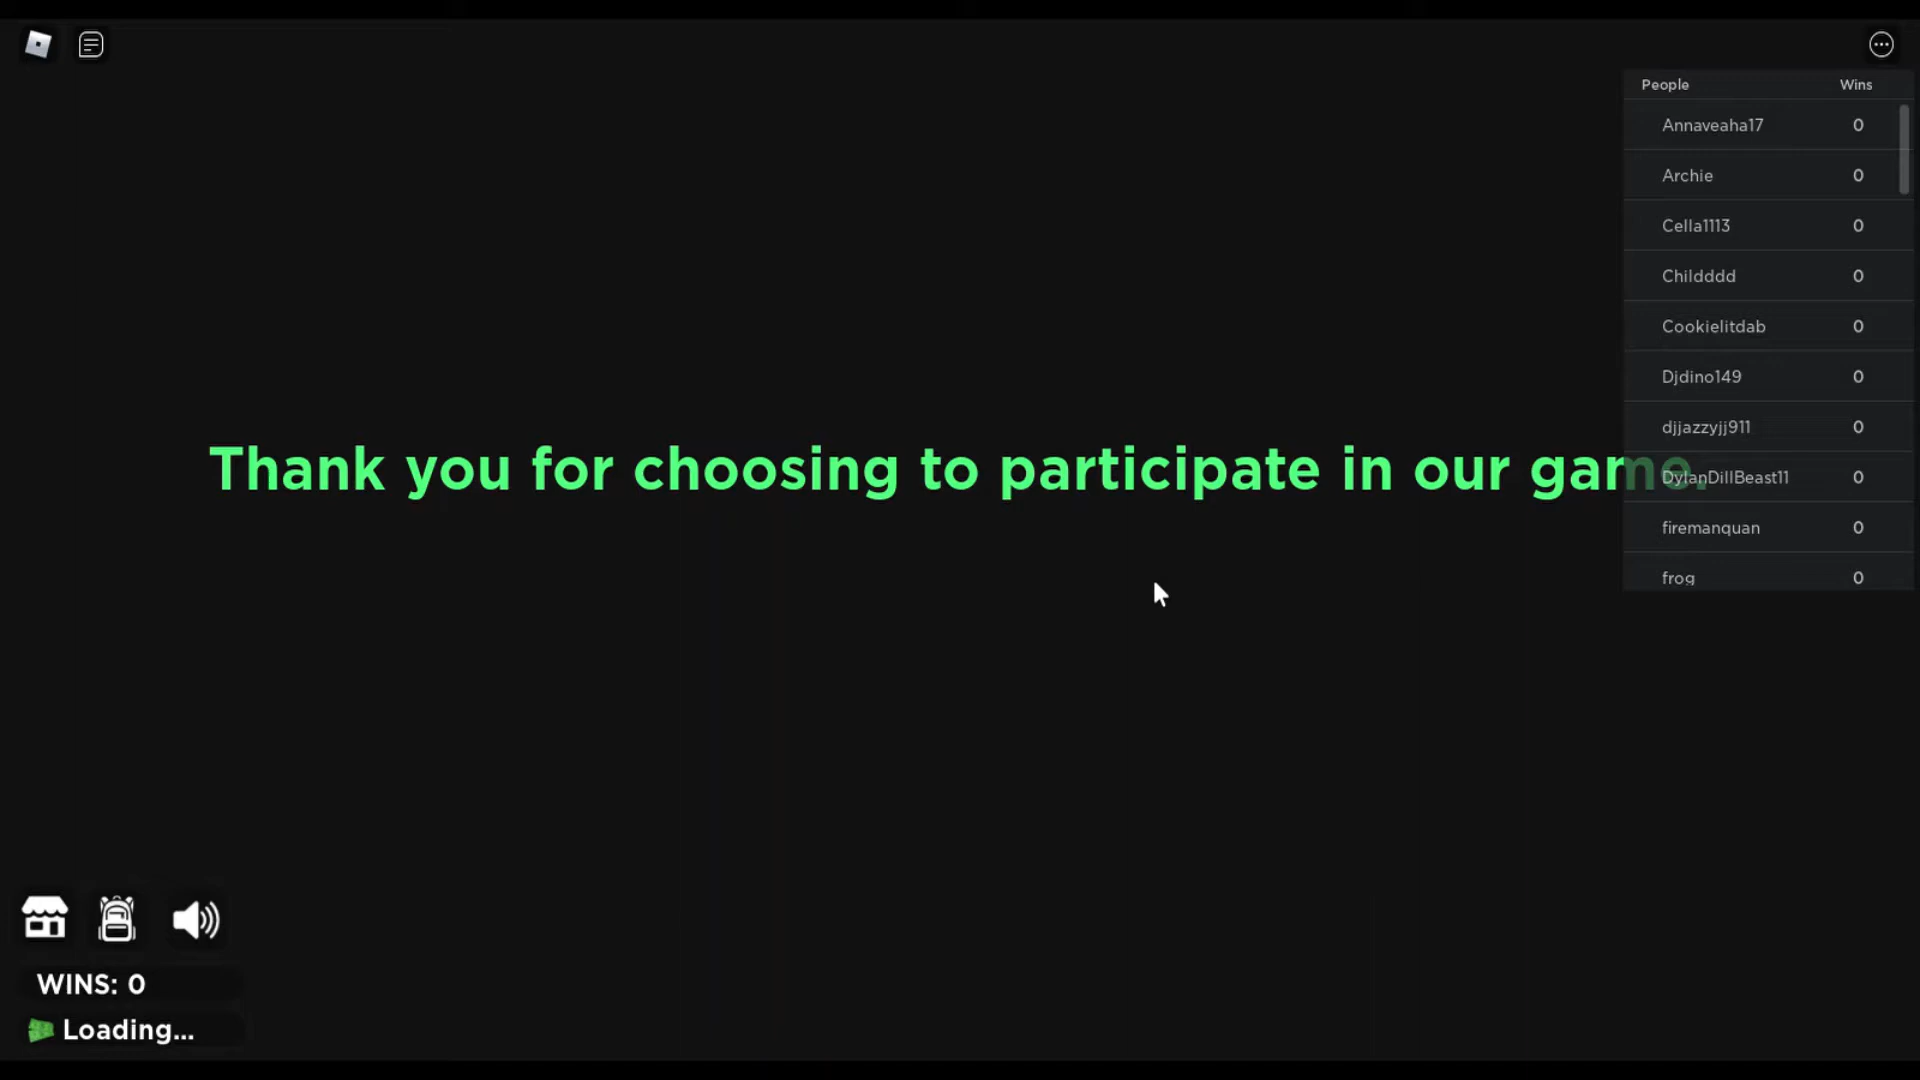 People Wins
Annaveaha17 0
Archie 0
Cella1113 0
Childddd 0
Cookielitdab 0
Djdino149 0
djjazzyjj911 0
Thank you for choosing to participate in our game.
DylanDillBeast11 0
firemanquan 0
frog 0
WINS: 0
Loading...